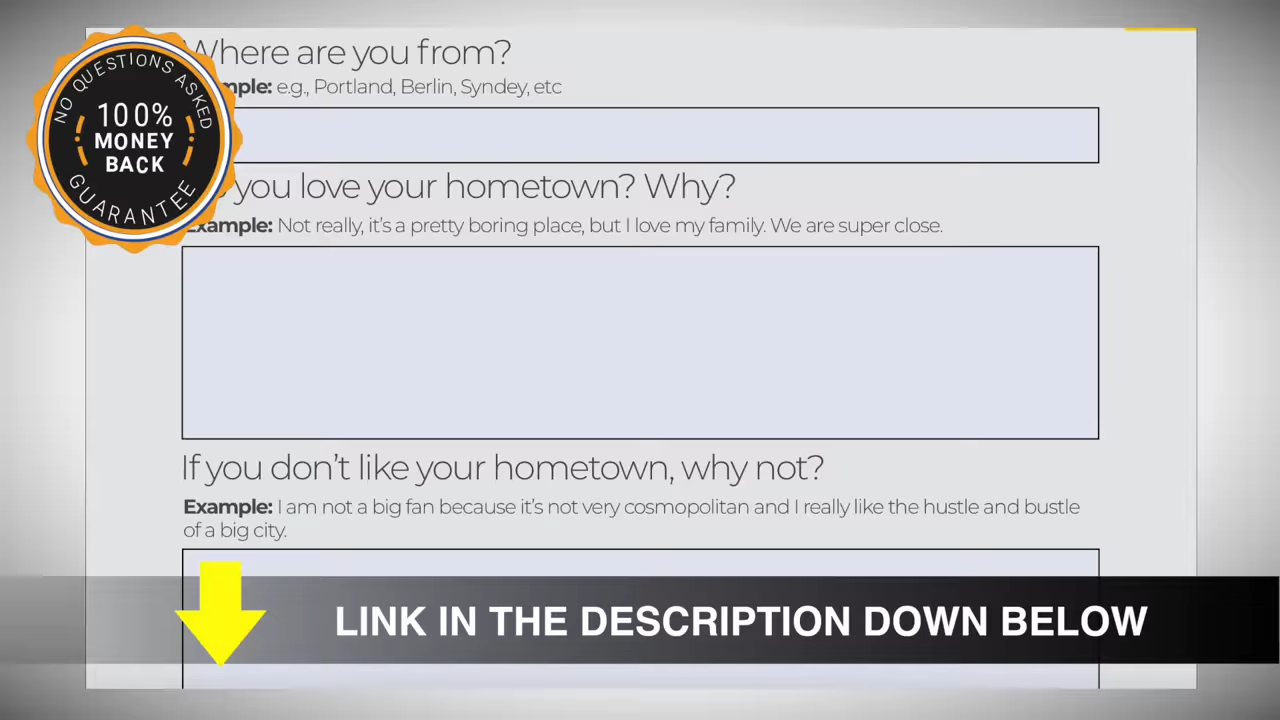 Where are you from?
mple: e.g., Portland, Berlin, Syndey, etc
NO QUESTIONS ASKED
100%
MONEY
BACK
GUARANTEE
you love your hometown? Why?
Example: Not really, it's a pretty boring place, but I love my family. We are super close.
If you don't like your hometown, why not?
Example: I am not a big fan because it's not very cosmopolitan and I really like the hustle and bustle
of a big city.
LINK IN THE DESCRIPTION DOWN BELOW